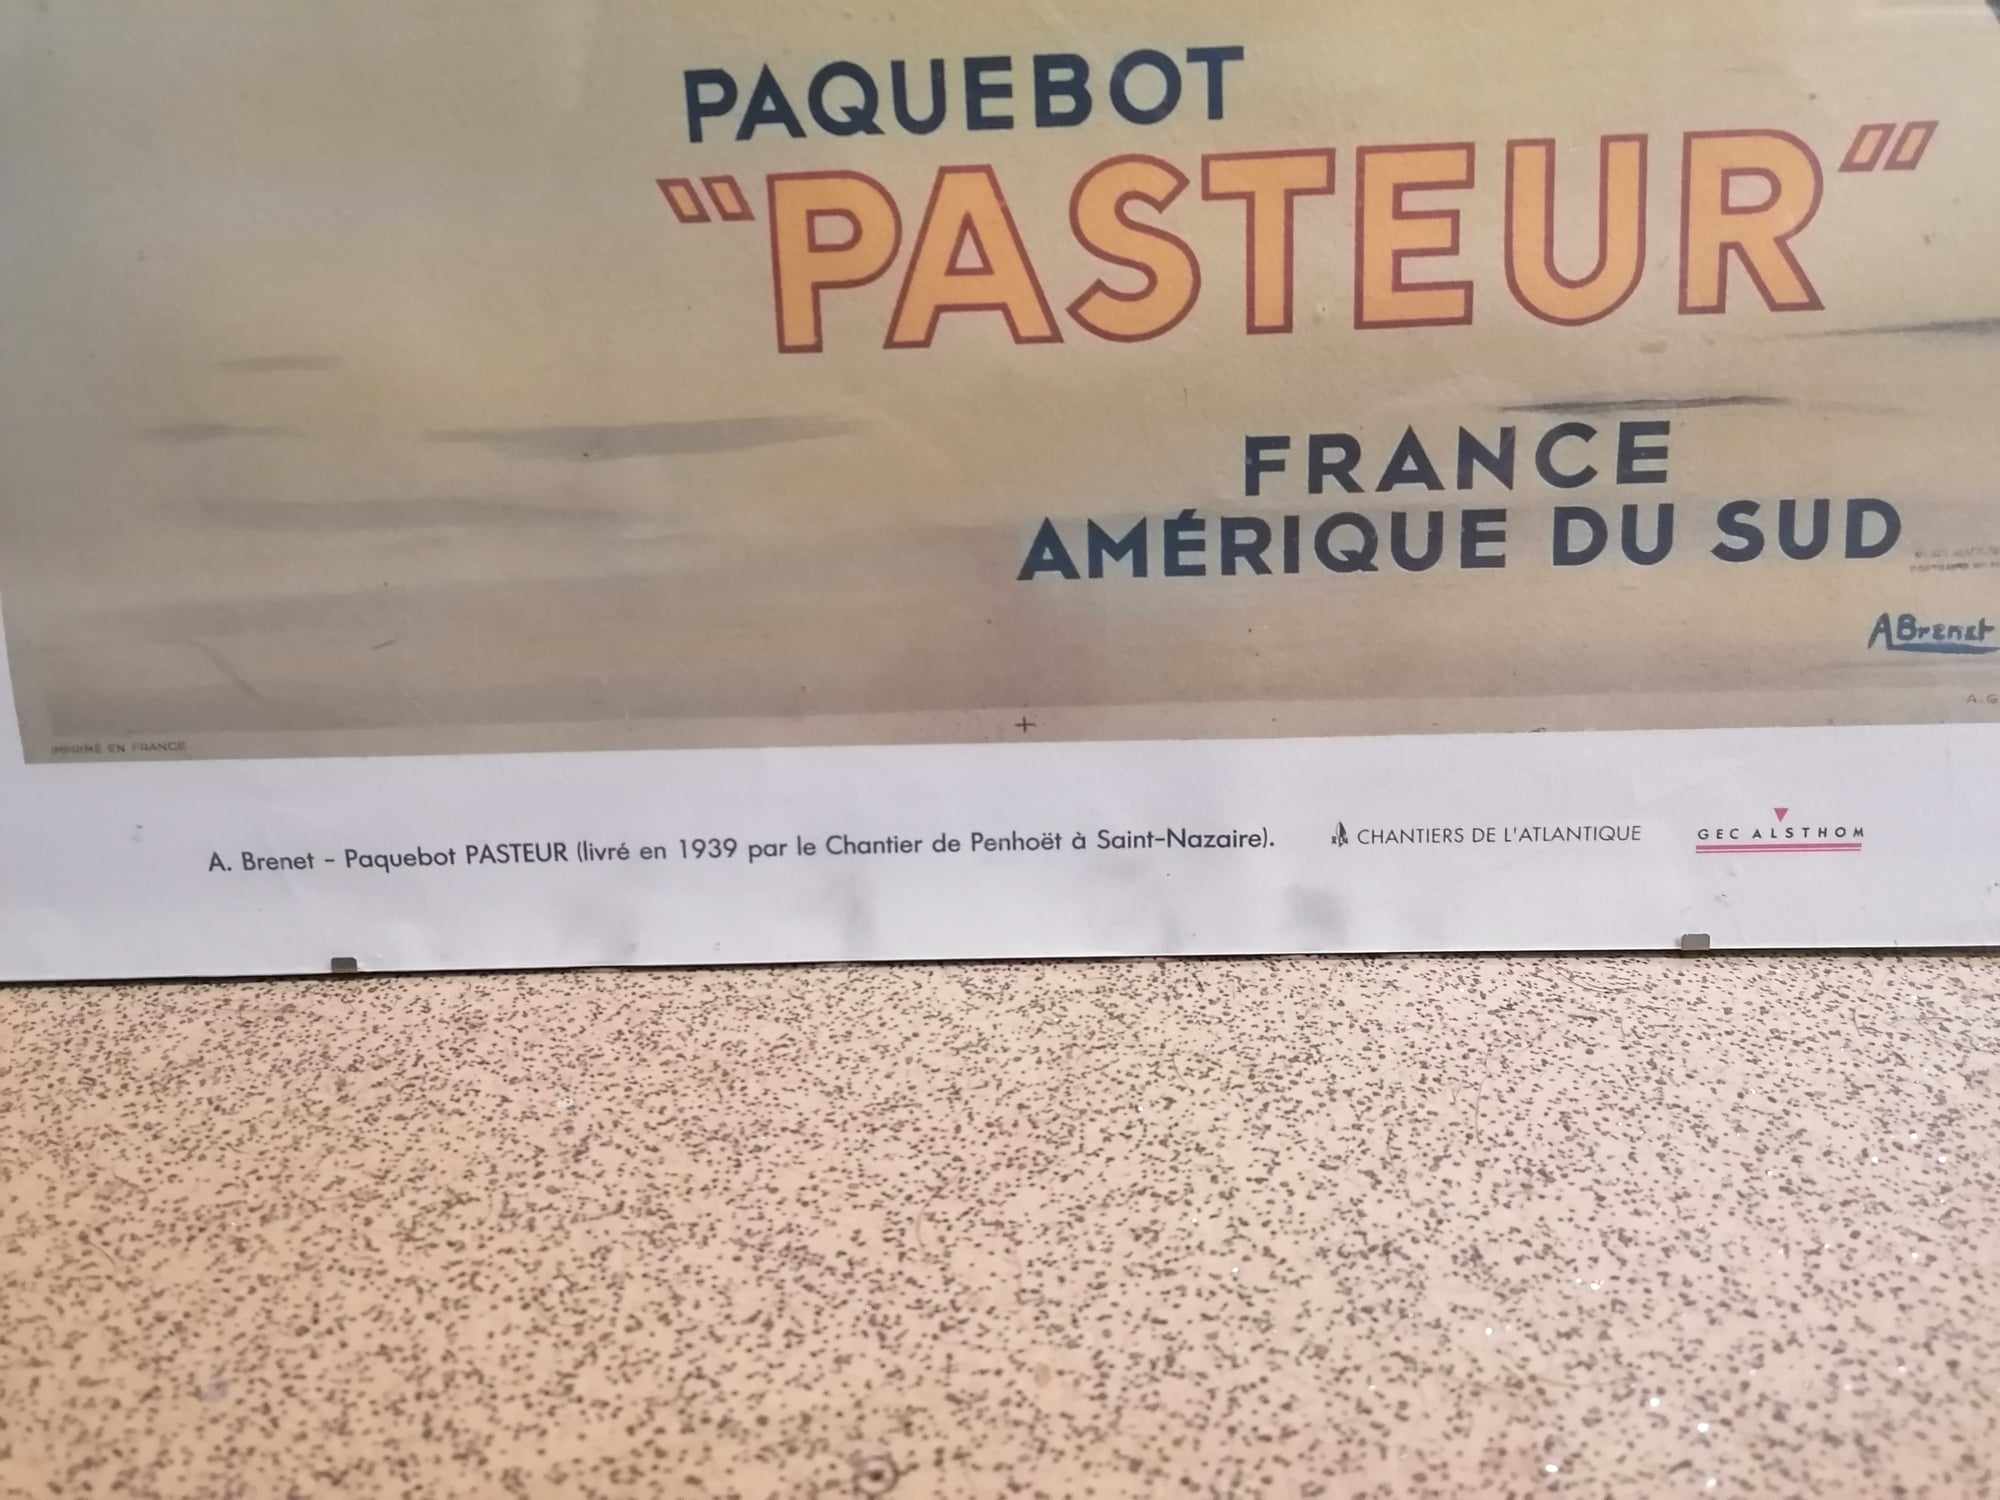 PAQUEBOT
"PASTEUR"
FRANCE
AMÉRIQUE DU SUD
ABrenet
A.G
IMPRIMÉ EN FRANCE
A. Brenet - Paquebot PASTEUR (livré en 1939 par le Chantier de Penhoët à Saint-Nazaire).
CHANTIERS DE L'ATLANTIQUE
GEC ALSTHOM